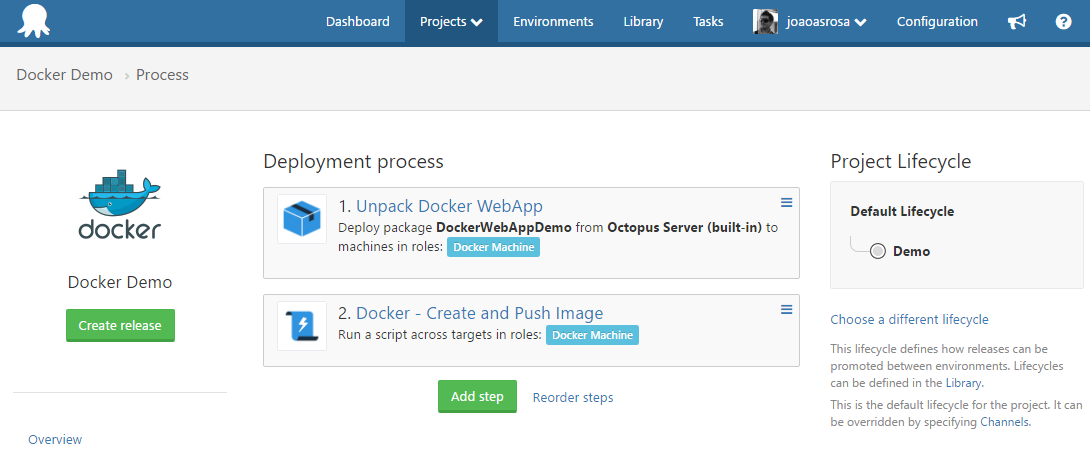 Dashboard Projects Environments Library Tasks joaoasrosa Configuration ?
Docker Demo › Process
docker
Docker Demo
Create release
Overview
Deployment process
1. Unpack Docker WebApp
Deploy package DockerWebAppDemo from Octopus Server (built-in) to
machines in roles: Docker Machine
2. Docker - Create and Push Image
Run a script across targets in roles: Docker Machine
Add step Reorder steps
Project Lifecycle
Default Lifecycle
Demo
Choose a different lifecycle
This lifecycle defines how releases can be
promoted between environments. Lifecycles
can be defined in the Library.
This is the default lifecycle for the project. It can
be overridden by specifying Channels.